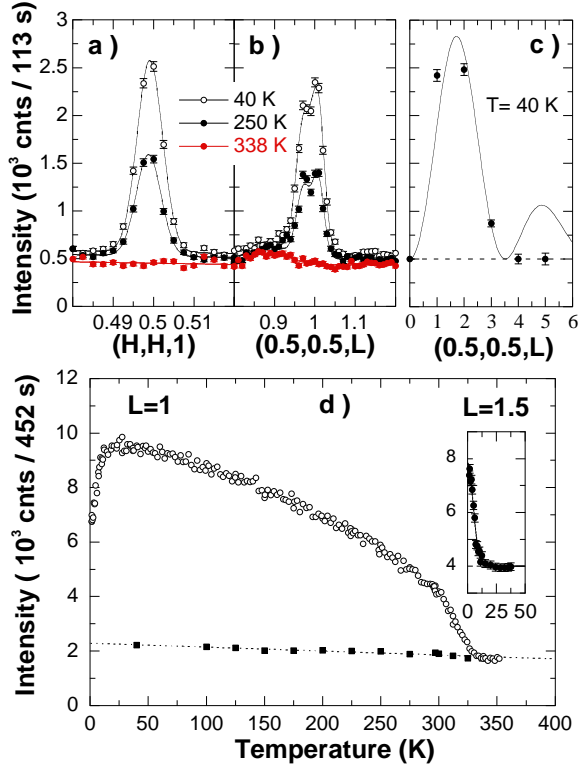 a )
b )
c )
40 K
250 K
338 K
T= 40 K
Intensity (10³ cnts / 113 s)
3.0
2.5
2.0
1.5
1.0
0.5
0
0.49 0.5 0.51
0.9 1 1.1
0 1 2 3 4 5 6
(H,H,1)
(0.5,0.5,L)
(0.5,0.5,L)
L=1
d )
L=1.5
Intensity ( 10³ cnts / 452 s)
12
10
8
6
4
2
0
8
6
4
0 25 50
0 50 100 150 200 250 300 350 400
Temperature (K)